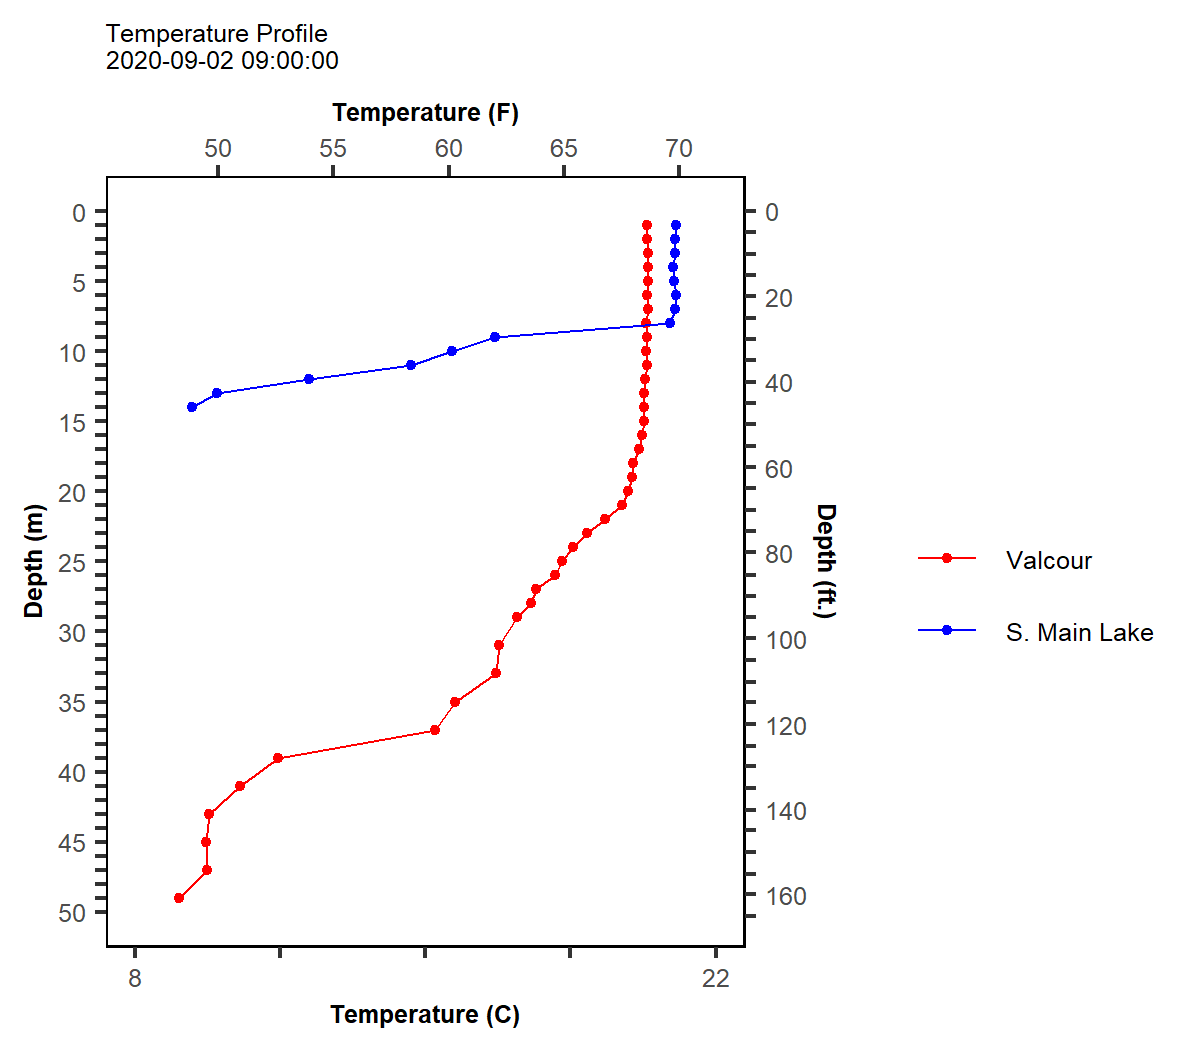 Temperature Profile
2020-09-02 09:00:00
Temperature (F)
50 55 60 65 70
0
5
10
15
20
25
30
35
40
45
50
Depth (m)
0
20
40
60
80
100
120
140
160
Depth (ft.)
Valcour
S. Main Lake
8 22
Temperature (C)